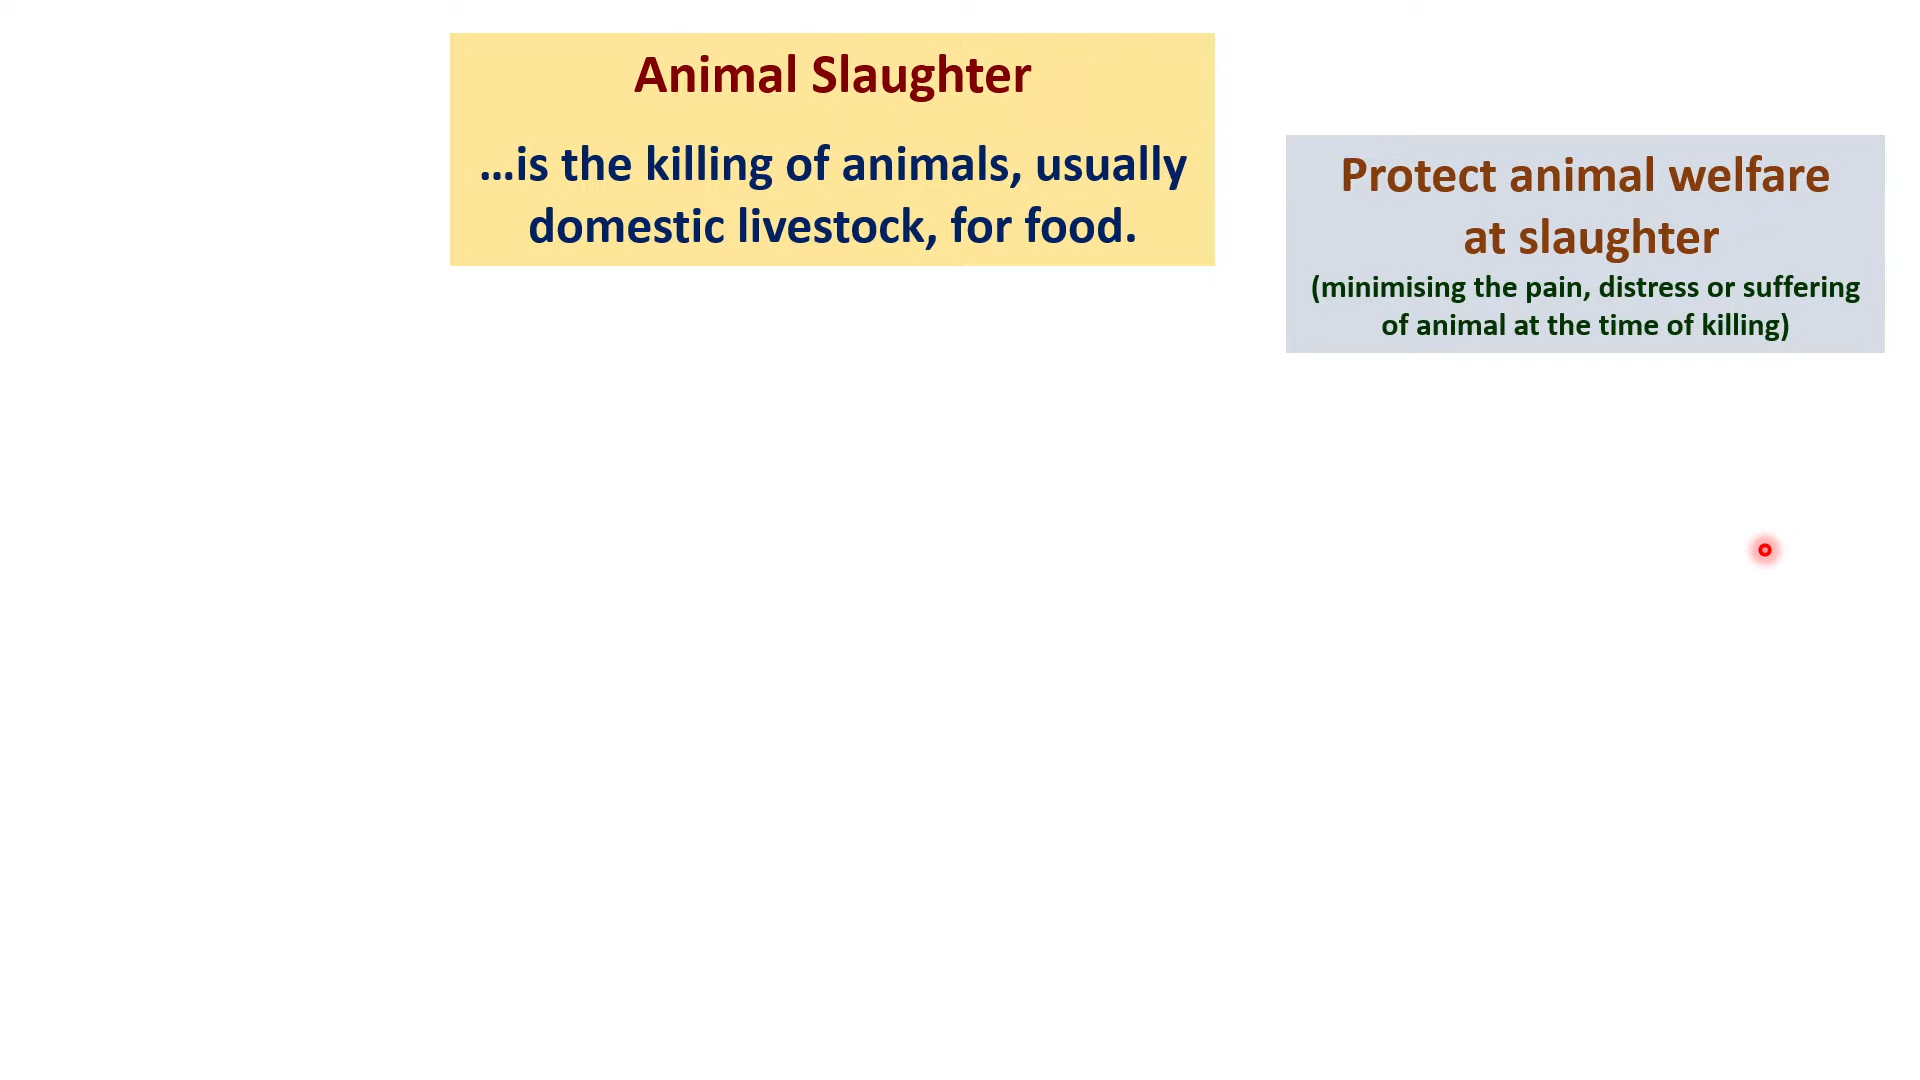 Animal Slaughter
...is the killing of animals, usually
domestic livestock, for food.
Protect animal welfare
at slaughter
(minimising the pain, distress or suffering
of animal at the time of killing)